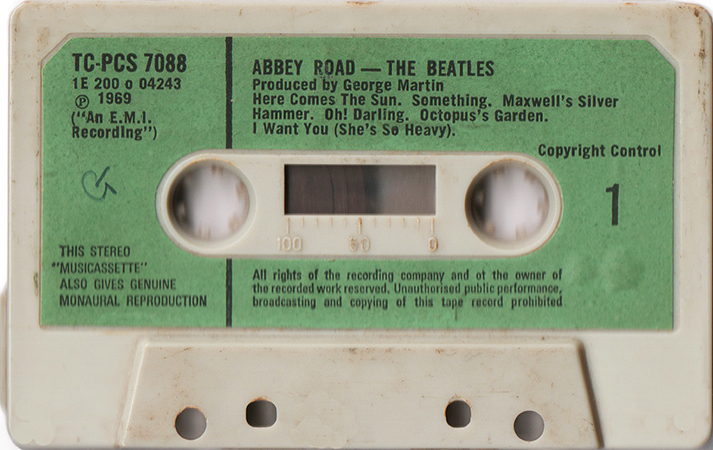 TC-PCS 7088
1E 200 o 04243
℗ 1969
("An E.M.I.
Recording")
ABBEY ROAD — THE BEATLES
Produced by George Martin
Here Comes The Sun. Something. Maxwell's Silver
Hammer. Oh! Darling. Octopus's Garden.
I Want You (She's So Heavy).
Copyright Control
1
100 50 0
THIS STEREO
"MUSICASSETTE"
ALSO GIVES GENUINE
MONAURAL REPRODUCTION
All rights of the recording company and ot the owner of
the recorded work reserved. Unauthorised public performance,
broadcasting and copying of this tape record prohibited